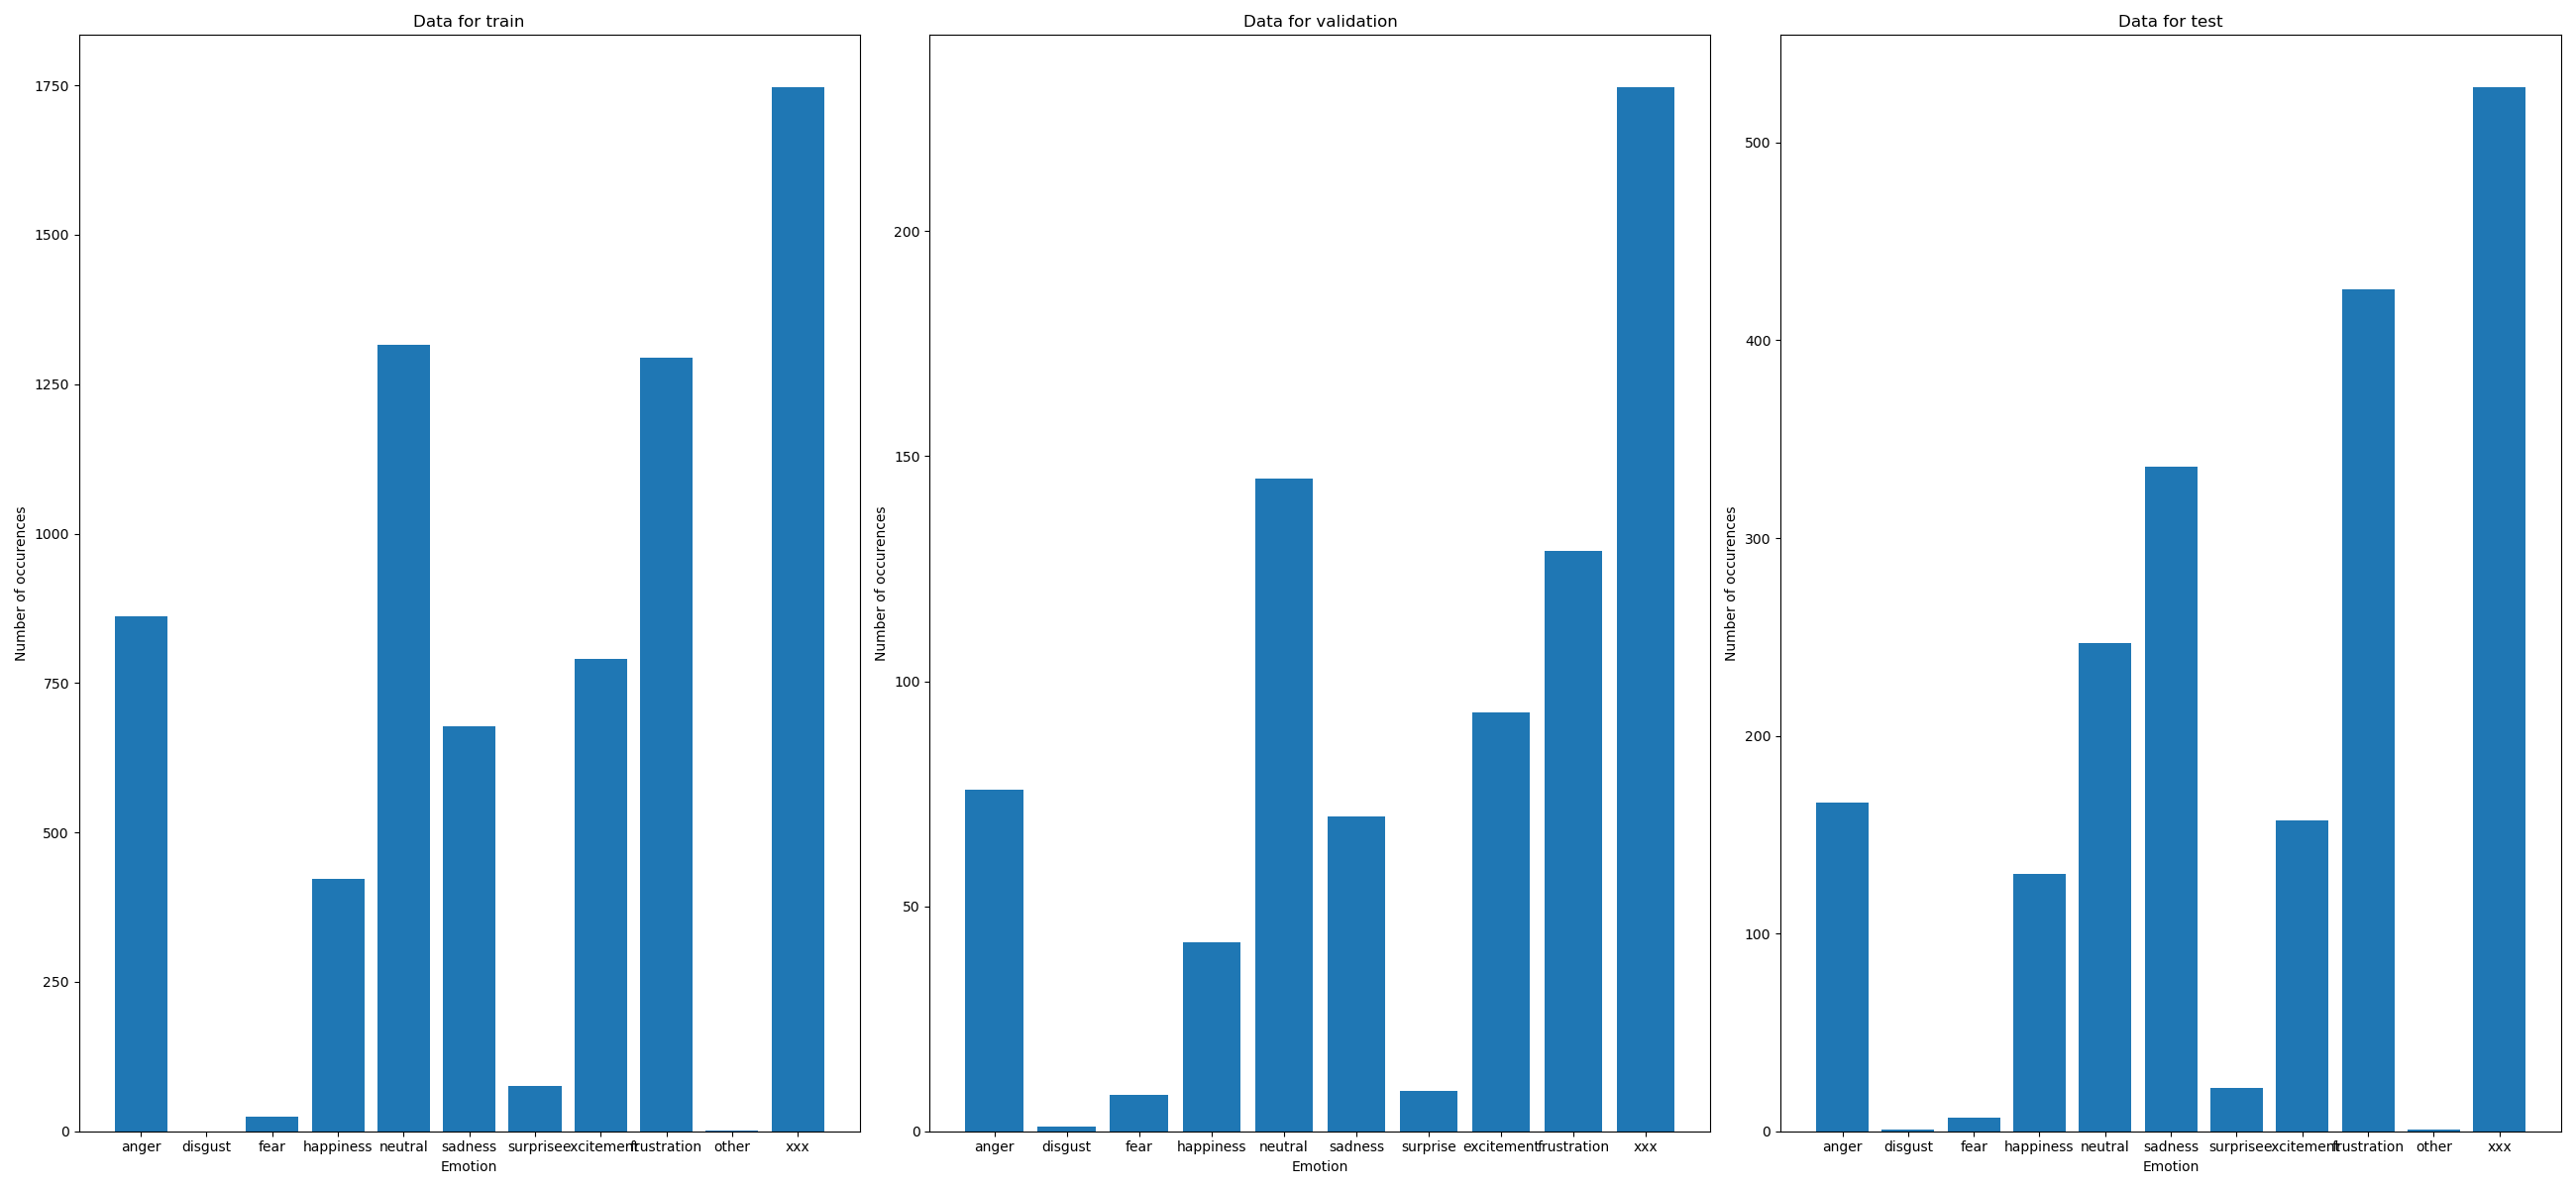 Data for train
1750
1500
1250
1000
750
500
250
0
Number of occurences
anger disgust fear happiness neutral sadness surprise excitement frustration other xxx
Emotion
Data for validation
200
150
100
50
0
Number of occurences
anger disgust fear happiness neutral sadness surprise excitement frustration xxx
Emotion
Data for test
500
400
300
200
100
0
Number of occurences
anger disgust fear happiness neutral sadness surprise excitement frustration other xxx
Emotion